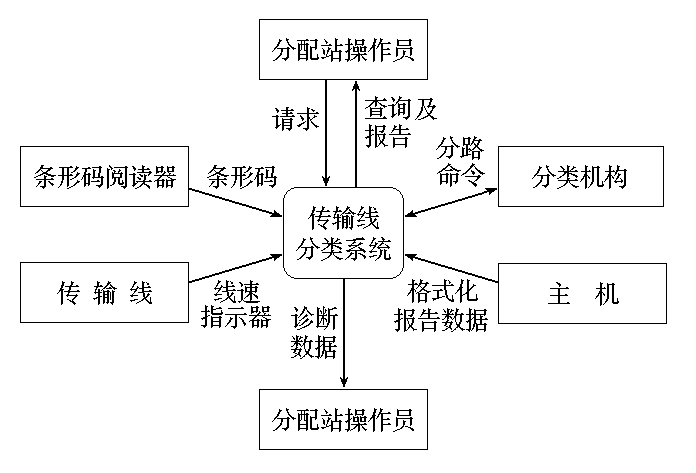 分配站操作员
请求
查询及
报告
条形码阅读器
条形码
分路
命令
分类机构
传输线
分类系统
传 输 线
线速
指示器
诊断
数据
格式化
报告数据
主 机
分配站操作员